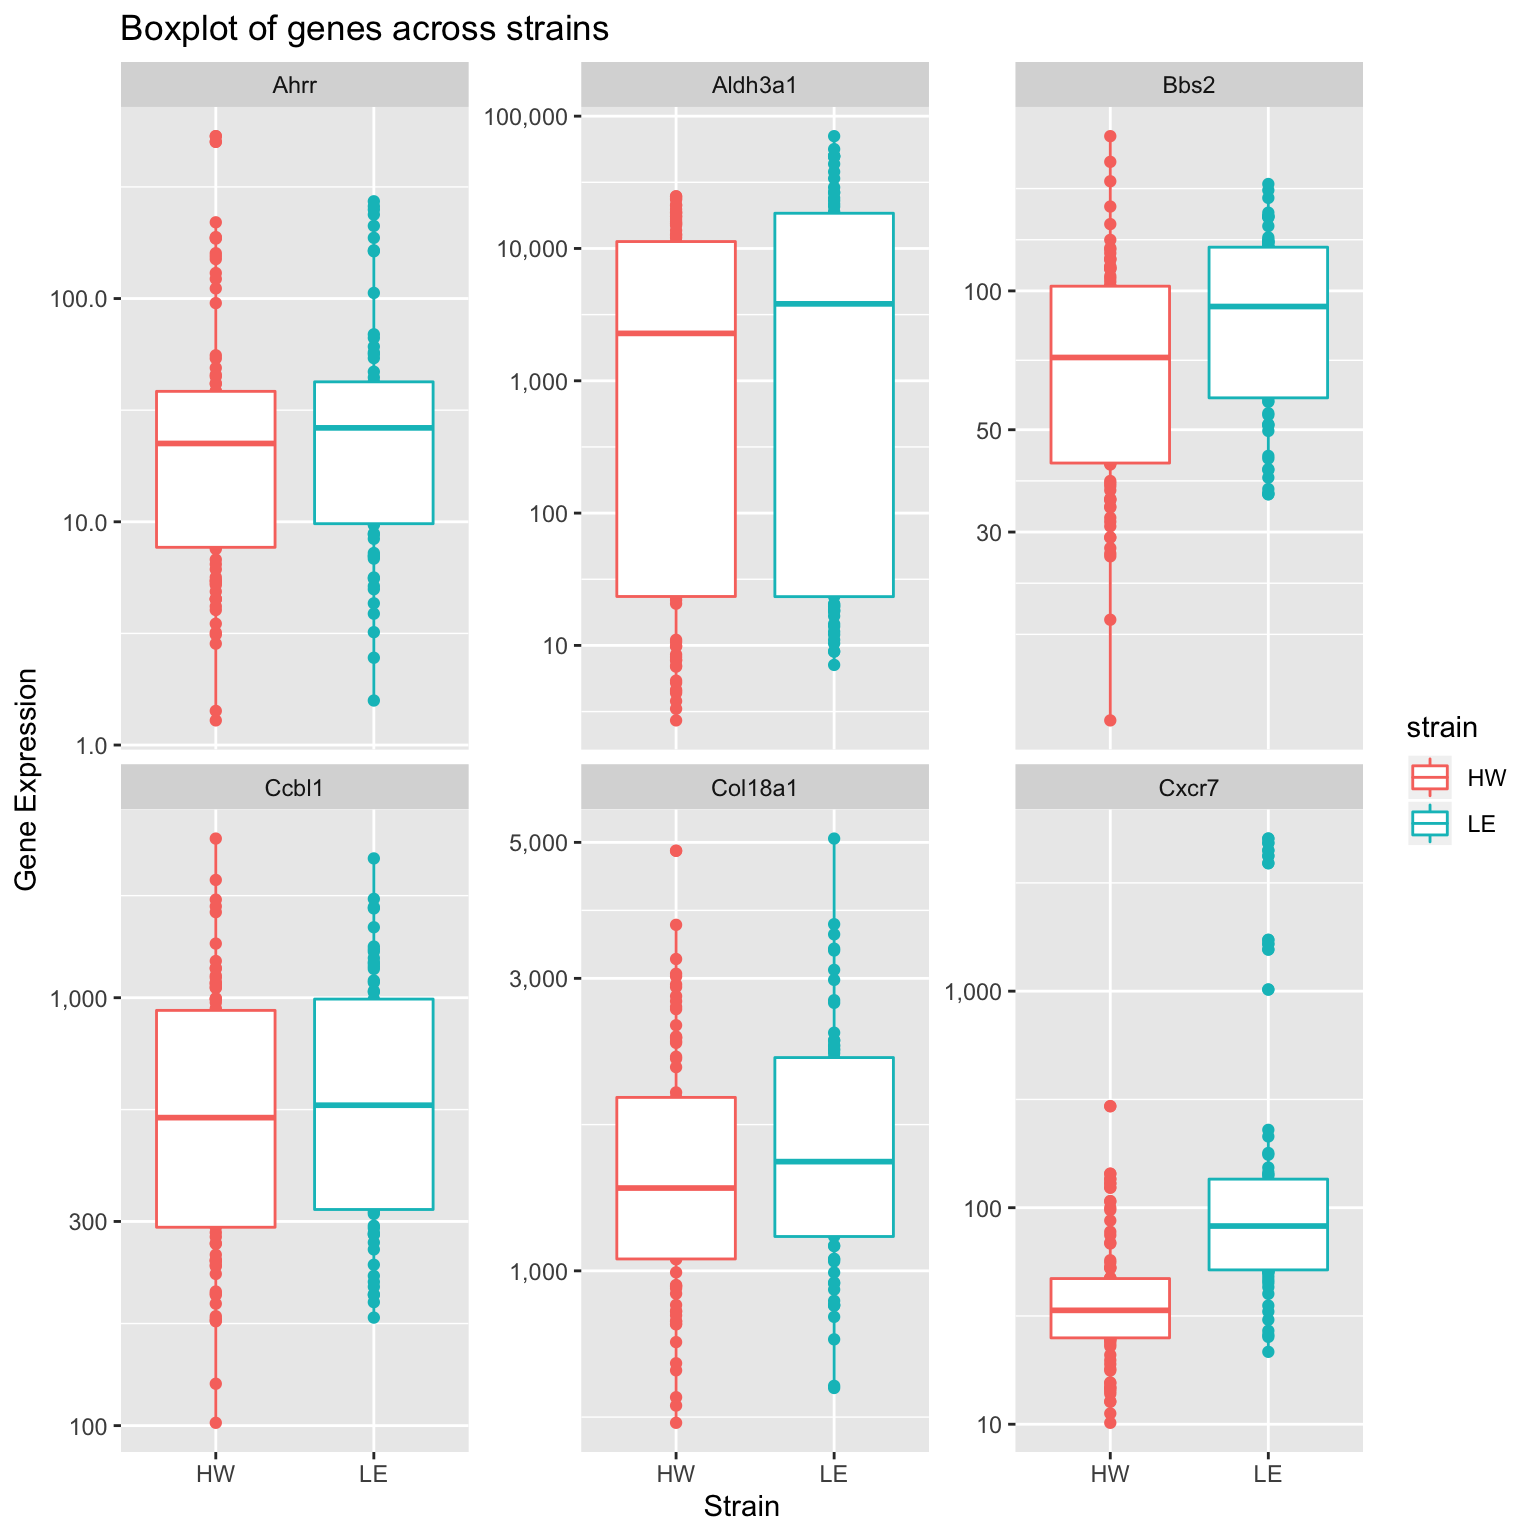 Boxplot of genes across strains
Ahrr
Aldh3a1
Bbs2
100.0
10.0
1.0
100,000
10,000
1,000
100
10
100
50
30
Ccbl1
Col18a1
Cxcr7
1,000
300
100
5,000
3,000
1,000
1,000
100
10
HW
LE
HW
LE
HW
LE
Strain
Gene Expression
strain
HW
LE